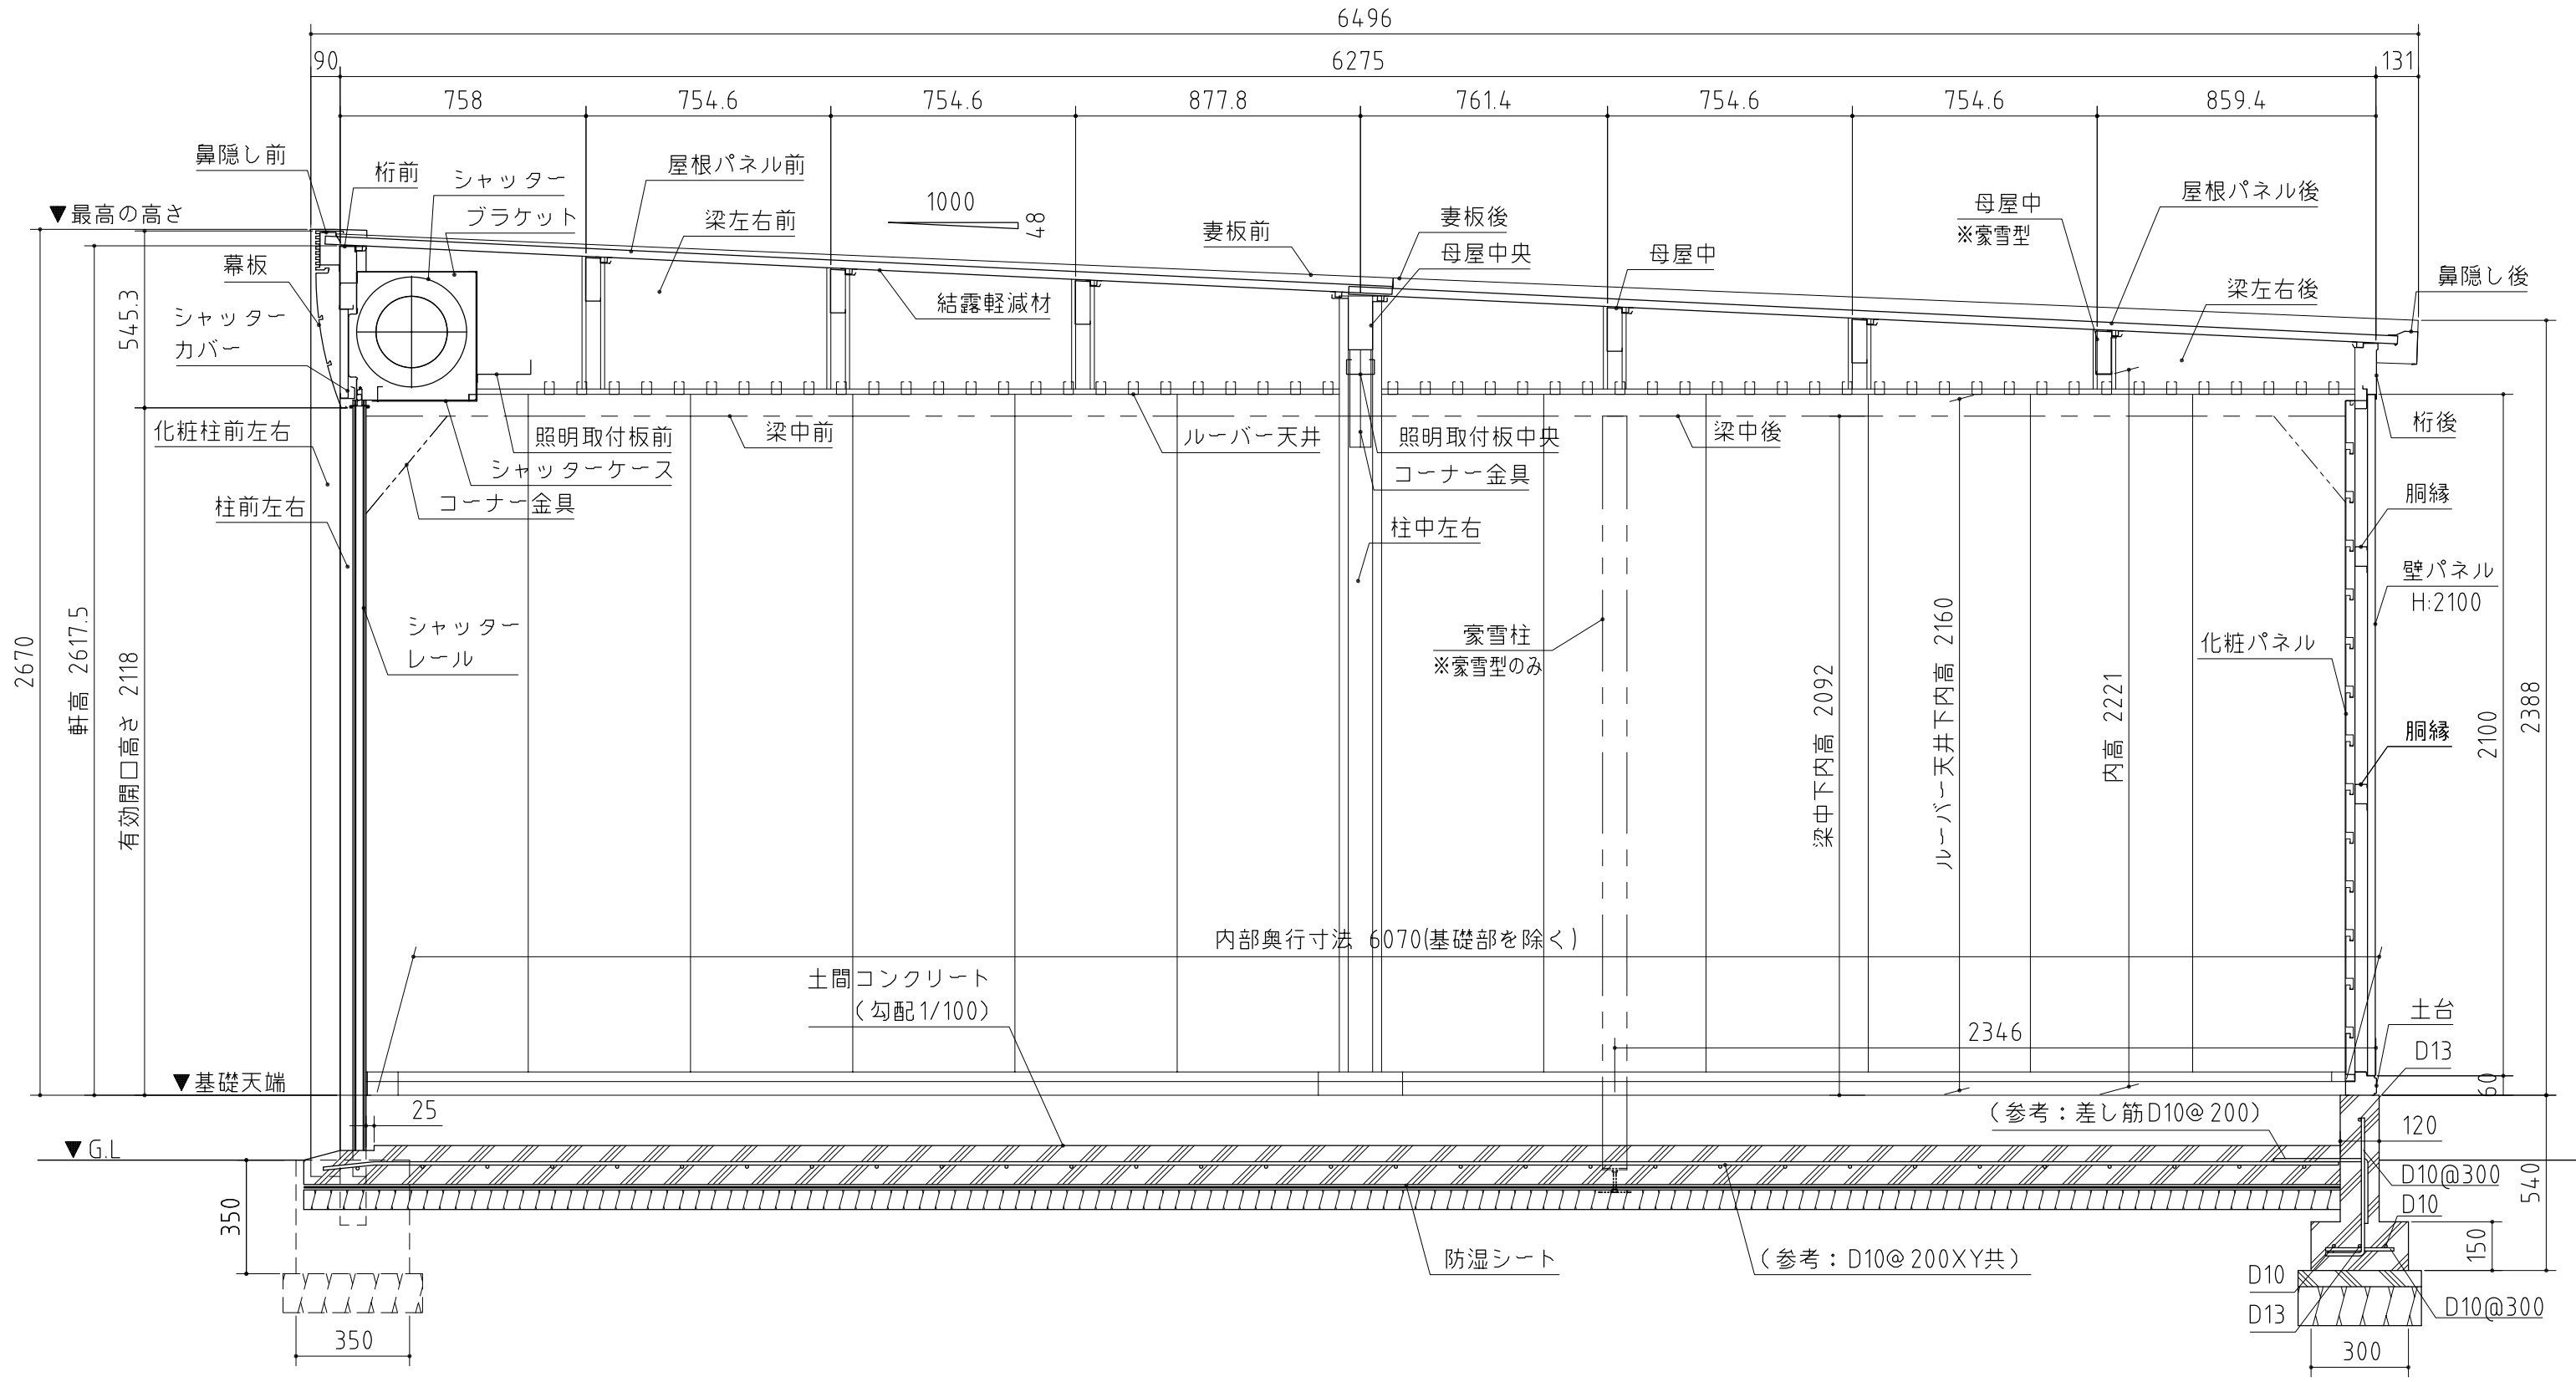 6496
90
6275
131
758
754.6
754.6
877.8
761.4
754.6
754.6
859.4
鼻隠し前
桁前
シャッター
ブラケット
屋根パネル前
梁左右前
1000
48
妻板前
妻板後
母屋中央
母屋中
母屋中
※豪雪型
屋根パネル後
梁左右後
鼻隠し後
▼最高の高さ
幕板
シャッター
カバー
結露軽減材
545.3
化粧柱前左右
柱前左右
照明取付板前
シャッターケース
コーナー金具
梁中前
ルーバー天井
照明取付板中央
コーナー金具
梁中後
桁後
胴縁
柱中左右
壁パネル
H:2100
シャッター
レール
豪雪柱
※豪雪型のみ
化粧パネル
胴縁
2670
軒高 2617.5
有効開口高さ 2118
梁中下内高 2092
ルーバー天井下内高 2160
内高 2221
2100
2388
内部奥行寸法 6070(基礎部を除く)
土間コンクリート
(勾配1/100)
2346
土台
D13
60
▼基礎天端
25
(参考：差し筋D10@200)
120
▼G.L
D10@300
D10
540
350
150
防湿シート
(参考：D10@200XY共)
D10
D13
D10@300
350
300